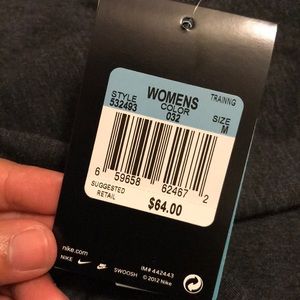 WOMENS
TRAINNG
STYLE
COLOR
SIZE
532493
032
M
6 59658 62467 2
SUGGESTED
RETAIL
$64.00
nike.com
NIKE
SWOOSH
IM# 442443
© 2012 Nike